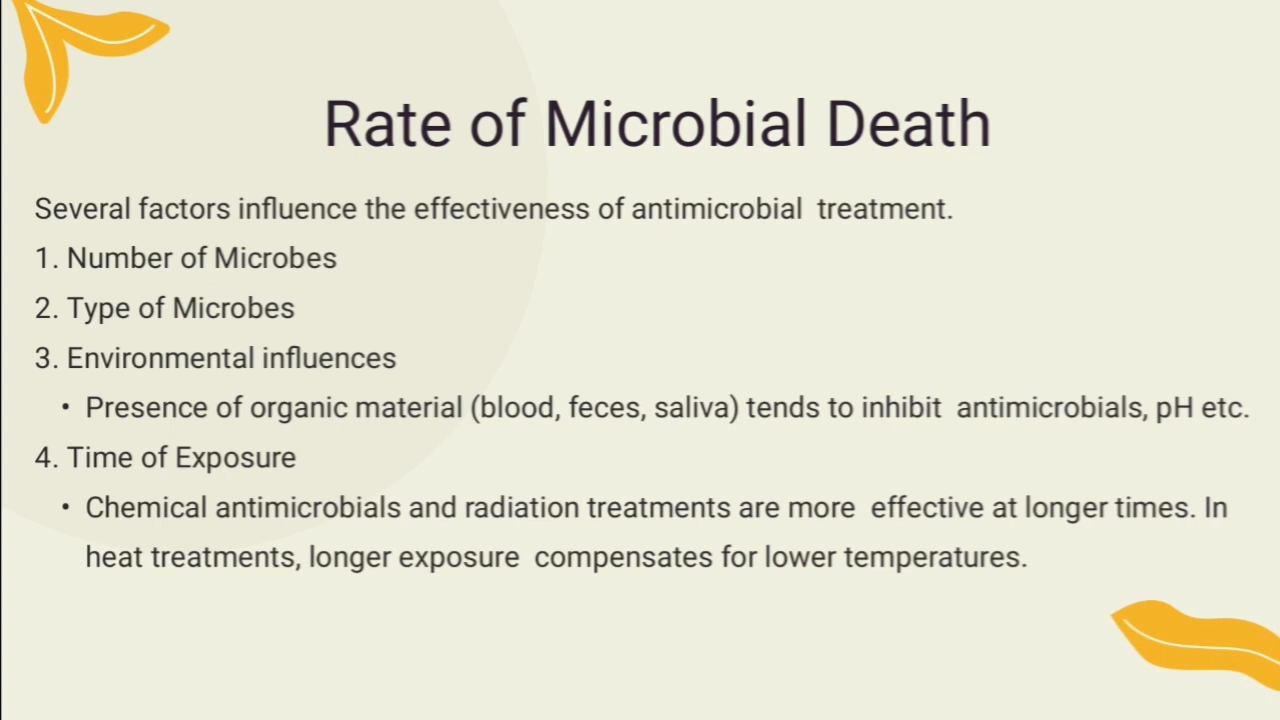 Rate of Microbial Death
Several factors influence the effectiveness of antimicrobial treatment.
1. Number of Microbes
2. Type of Microbes
3. Environmental influences
• Presence of organic material (blood, feces, saliva) tends to inhibit antimicrobials, pH etc.
4. Time of Exposure
• Chemical antimicrobials and radiation treatments are more effective at longer times. In
heat treatments, longer exposure compensates for lower temperatures.